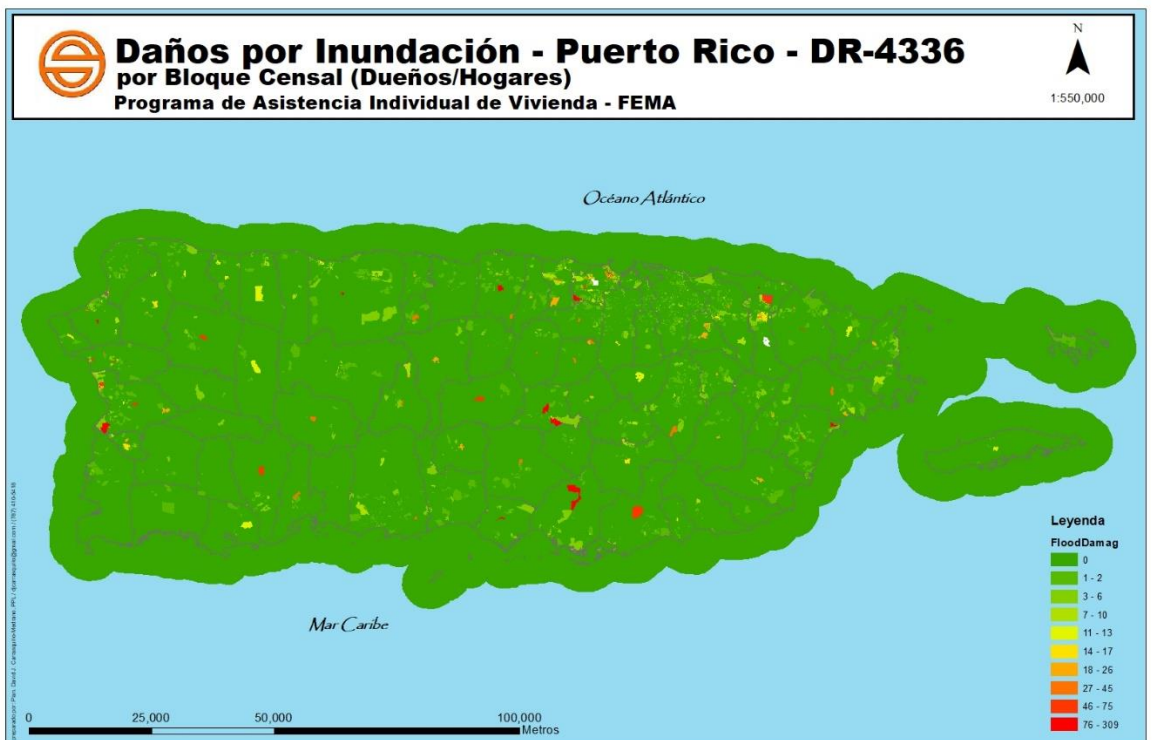 Daños por Inundación - Puerto Rico - DR-4336
por Bloque Censal (Dueños/Hogares)
Programa de Asistencia Individual de Vivienda - FEMA
N
1:550,000
Océano Atlántico
Mar Caribe
Leyenda
FloodDamag
0
1 - 2
3 - 6
7 - 10
11 - 13
14 - 17
18 - 26
27 - 45
46 - 75
76 - 309
0 25,000 50,000 100,000
Metros